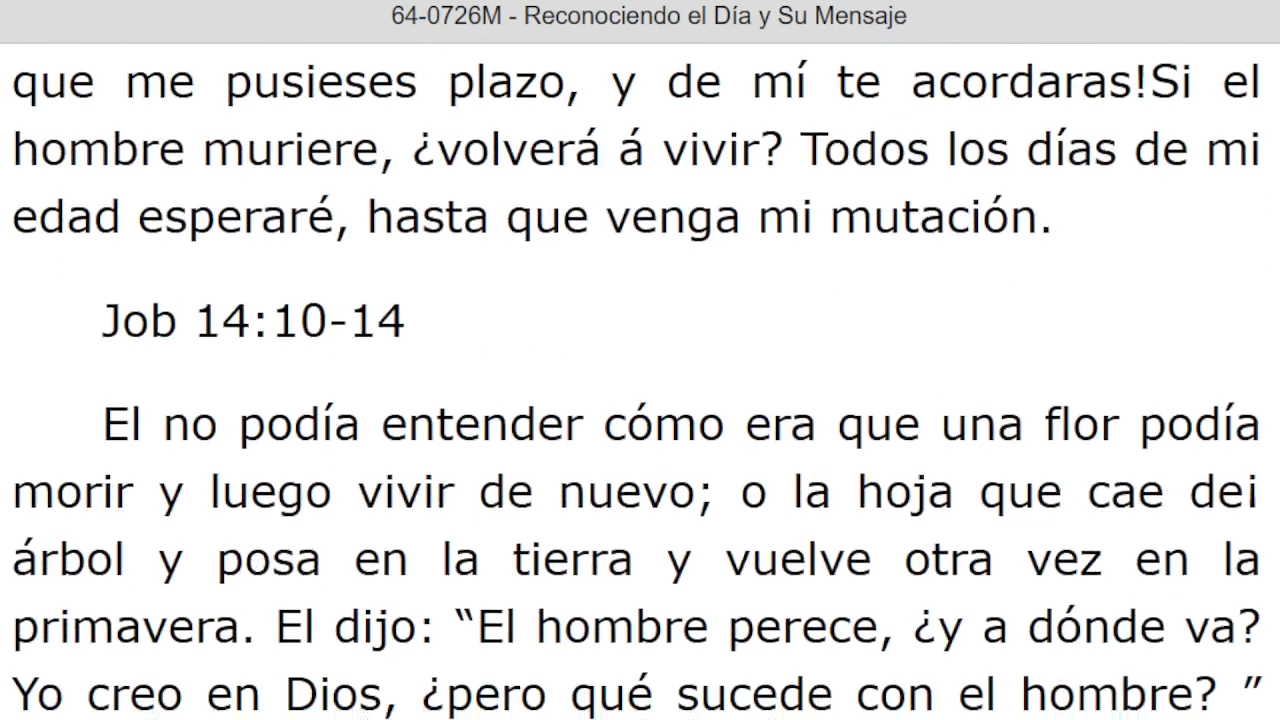 64-0726M - Reconociendo el Día y Su Mensaje
que me pusieses plazo, y de mí te acordaras!Si el
hombre muriere, ¿volverá á vivir? Todos los días de mi
edad esperaré, hasta que venga mi mutación.
Job 14:10-14
El no podía entender cómo era que una flor podía
morir y luego vivir de nuevo; o la hoja que cae dei
árbol y posa en la tierra y vuelve otra vez en la
primavera. El dijo: “El hombre perece, ¿y a dónde va?
Yo creo en Dios, ¿pero qué sucede con el hombre? ”